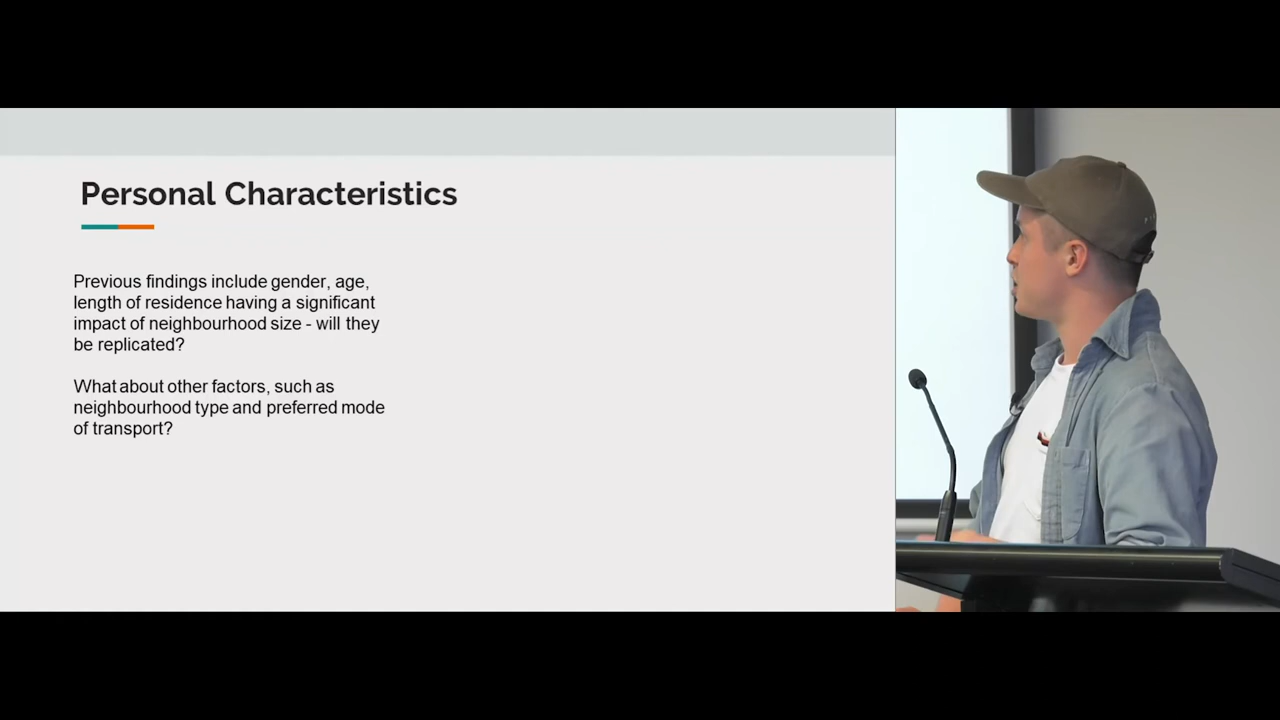 Personal Characteristics
Previous findings include gender, age,
length of residence having a significant
impact of neighbourhood size - will they
be replicated?
What about other factors, such as
neighbourhood type and preferred mode
of transport?